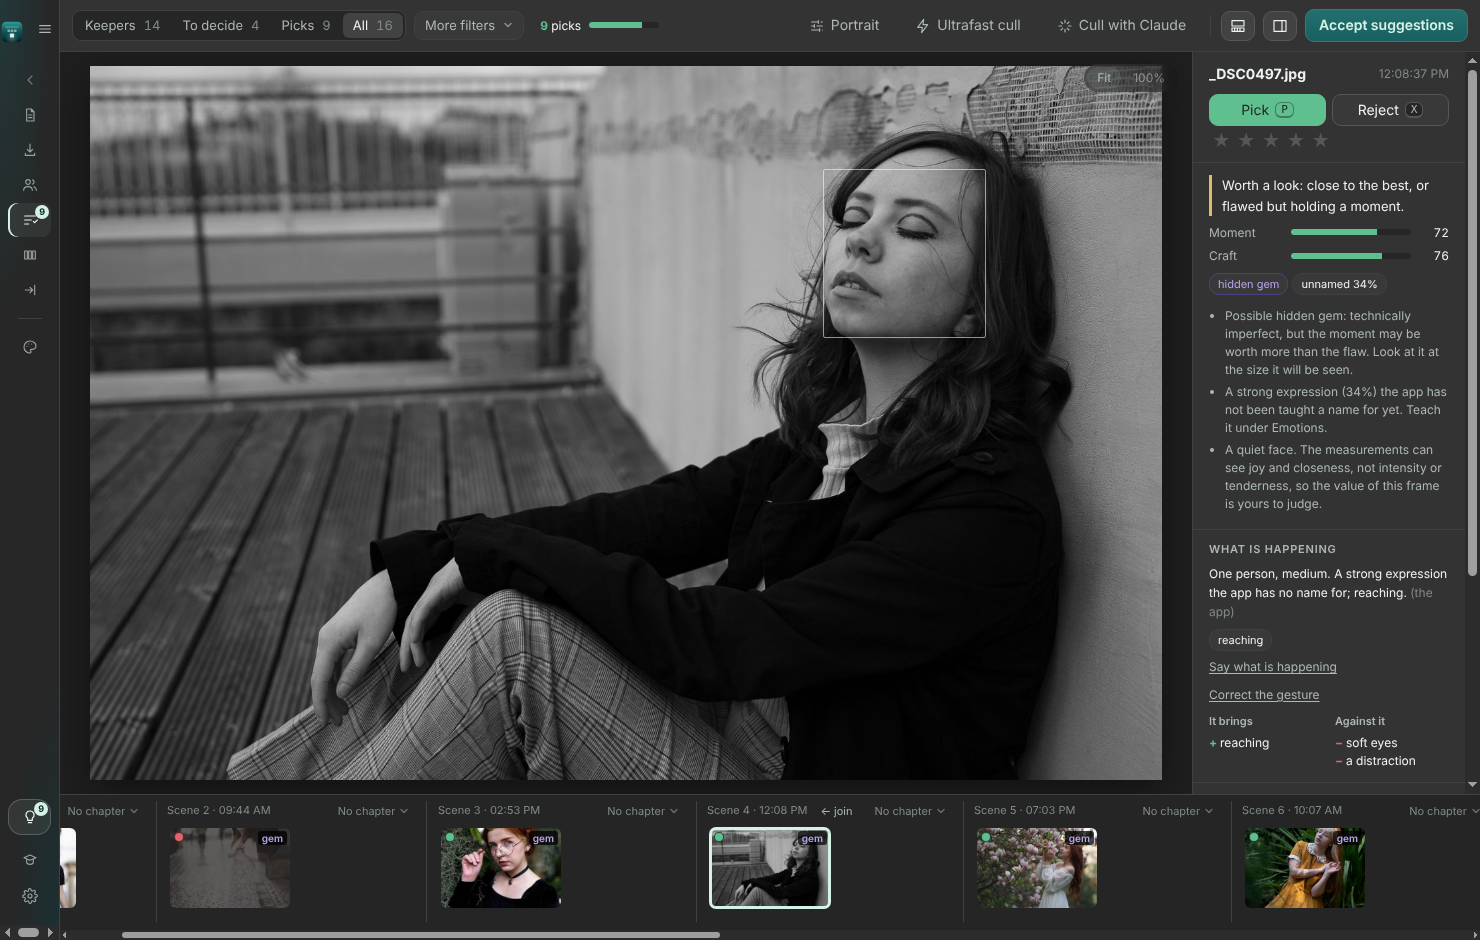 Keepers 14 To decide 4 Picks 9 All 16 More filters 9 picks Portrait Ultrafast cull Cull with Claude Accept suggestions
Fit 100%
_DSC0497.jpg 12:08:37 PM
Pick P Reject X
Worth a look: close to the best, or
flawed but holding a moment.
Moment 72
Craft 76
hidden gem unnamed 34%
Possible hidden gem: technically
imperfect, but the moment may be
worth more than the flaw. Look at it at
the size it will be seen.
A strong expression (34%) the app has
not been taught a name for yet. Teach
it under Emotions.
A quiet face. The measurements can
see joy and closeness, not intensity or
tenderness, so the value of this frame
is yours to judge.
WHAT IS HAPPENING
One person, medium. A strong expression
the app has no name for; reaching. (the
app)
reaching
Say what is happening
Correct the gesture
It brings Against it
+ reaching – soft eyes
– a distraction
9
9
No chapter Scene 2 · 09:44 AM No chapter Scene 3 · 02:53 PM No chapter Scene 4 · 12:08 PM ← join No chapter Scene 5 · 07:03 PM No chapter Scene 6 · 10:07 AM No chapter
gem gem gem gem gem